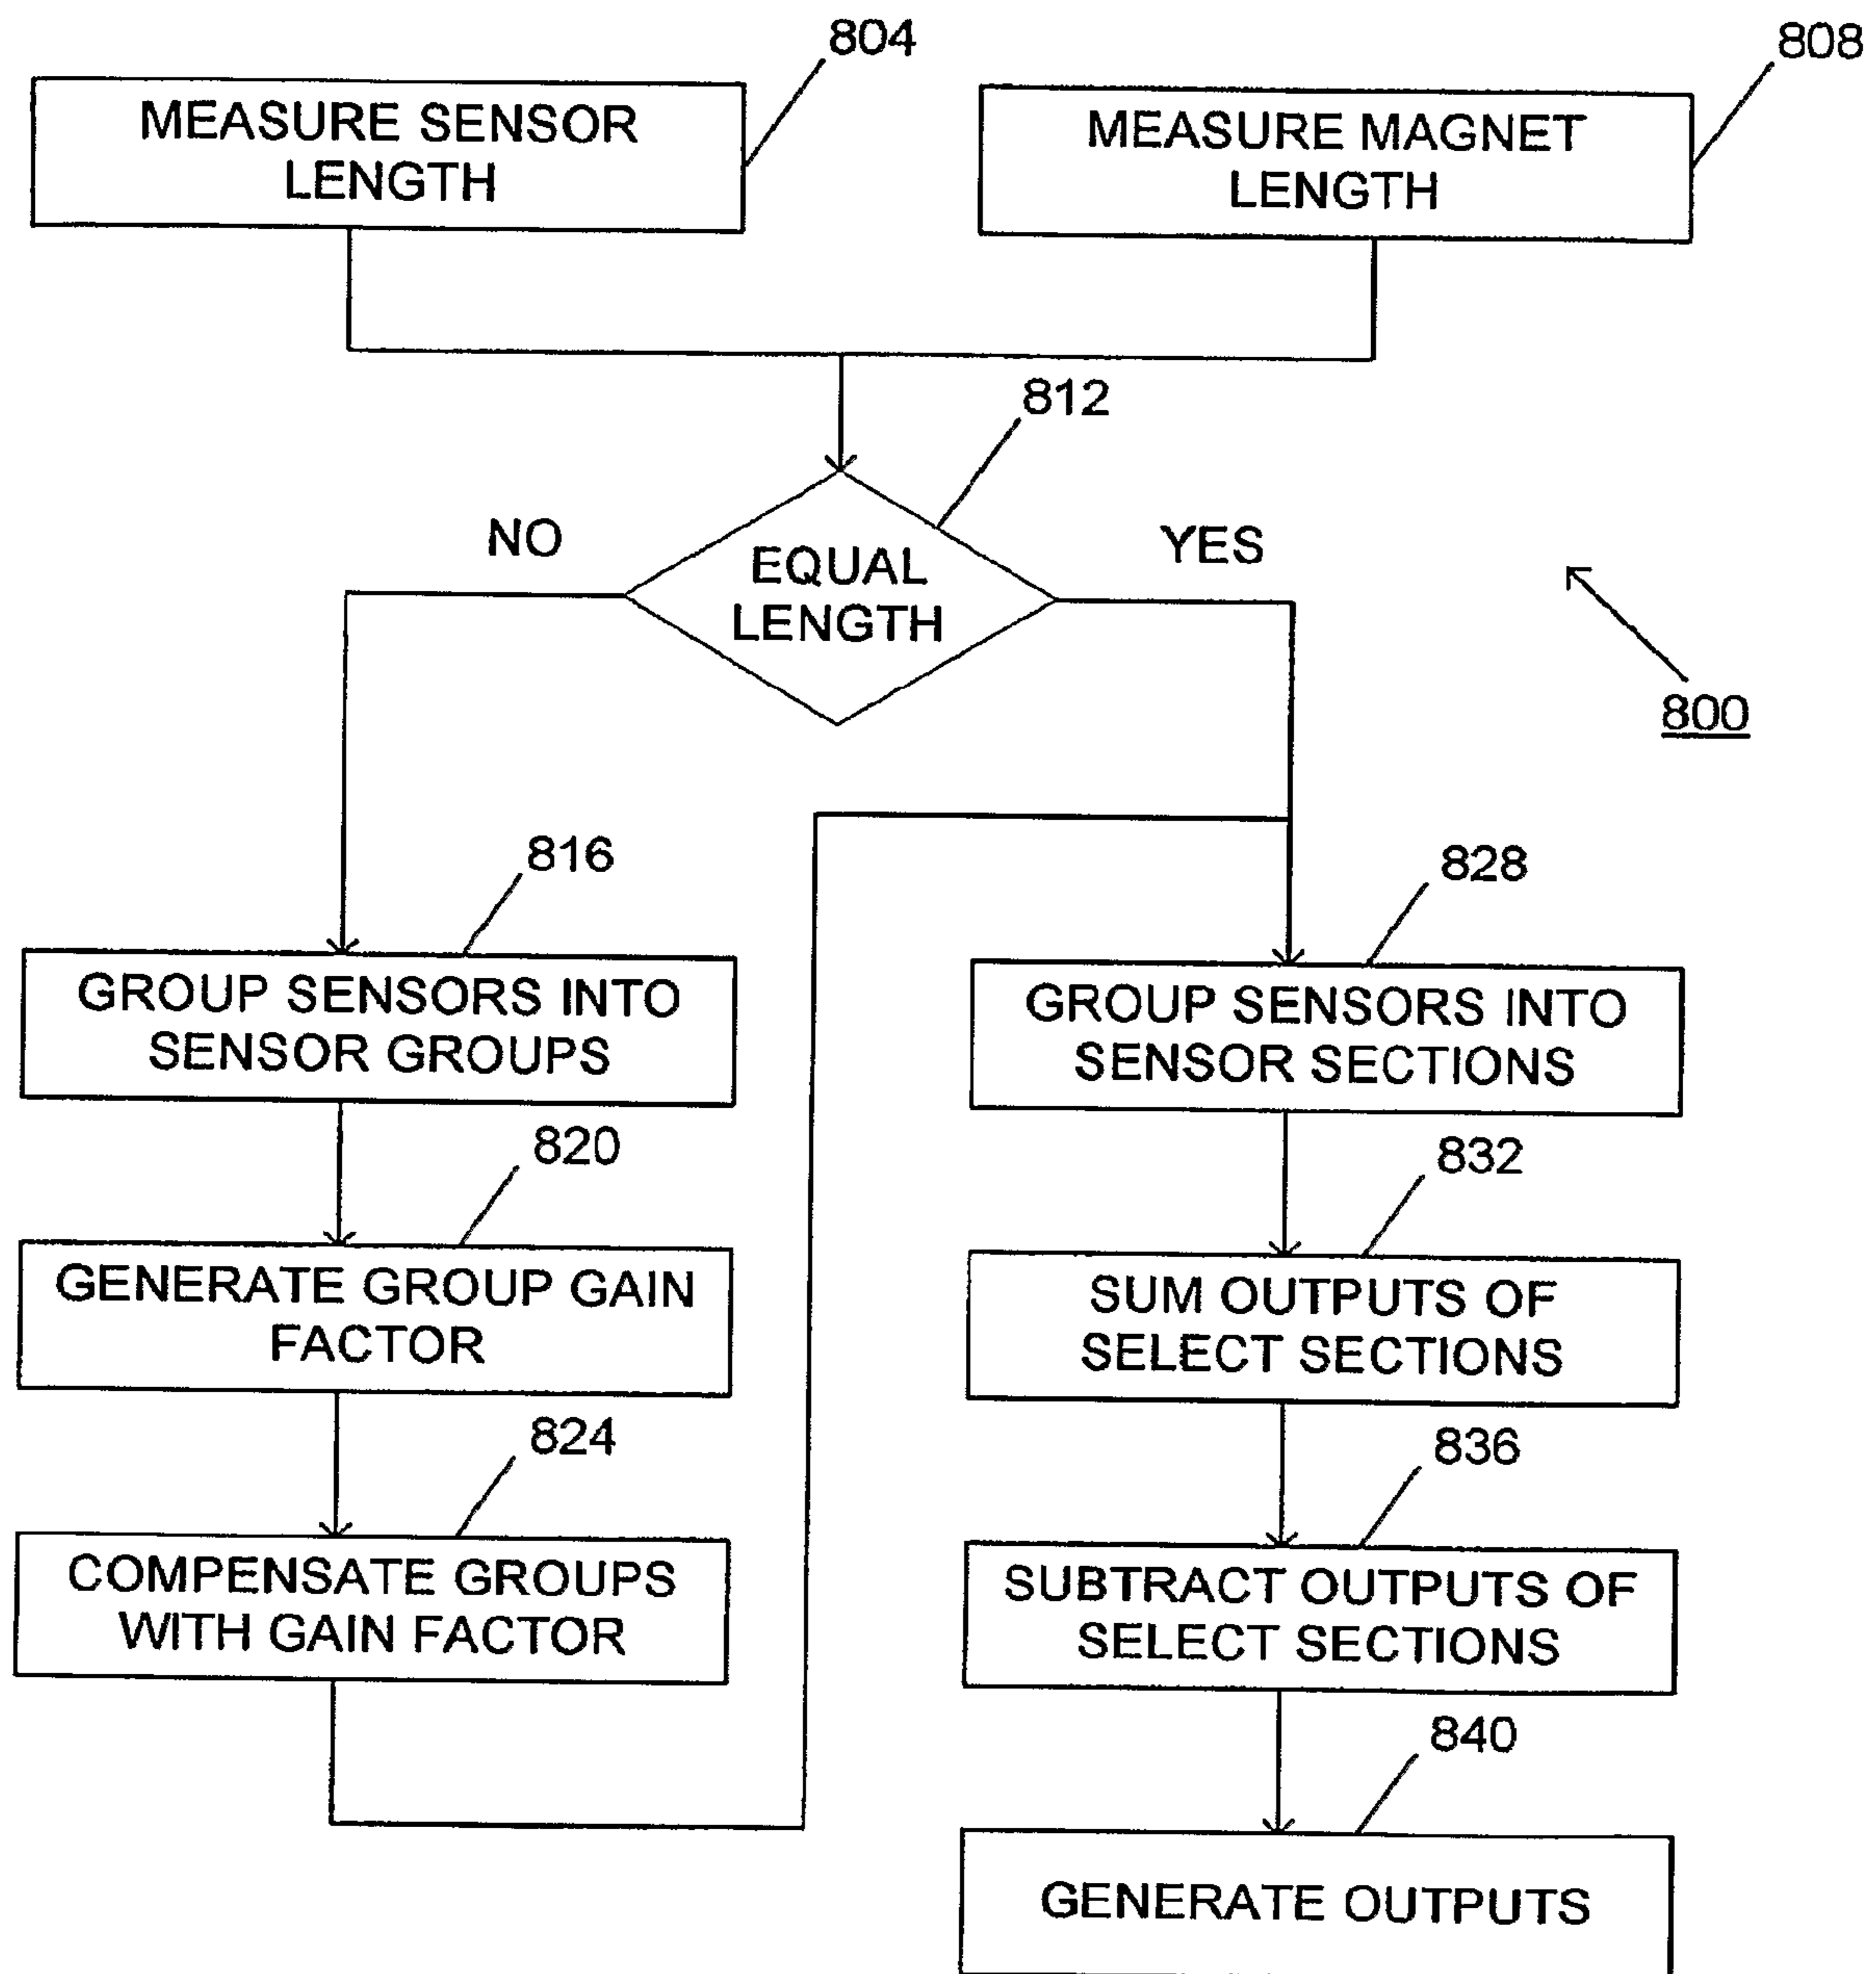 804
808
MEASURE SENSOR
LENGTH
MEASURE MAGNET
LENGTH
812
NO
YES
EQUAL
LENGTH
800
816
828
GROUP SENSORS INTO
SENSOR GROUPS
GROUP SENSORS INTO
SENSOR SECTIONS
820
832
GENERATE GROUP GAIN
FACTOR
SUM OUTPUTS OF
SELECT SECTIONS
824
836
COMPENSATE GROUPS
WITH GAIN FACTOR
SUBTRACT OUTPUTS OF
SELECT SECTIONS
840
GENERATE OUTPUTS